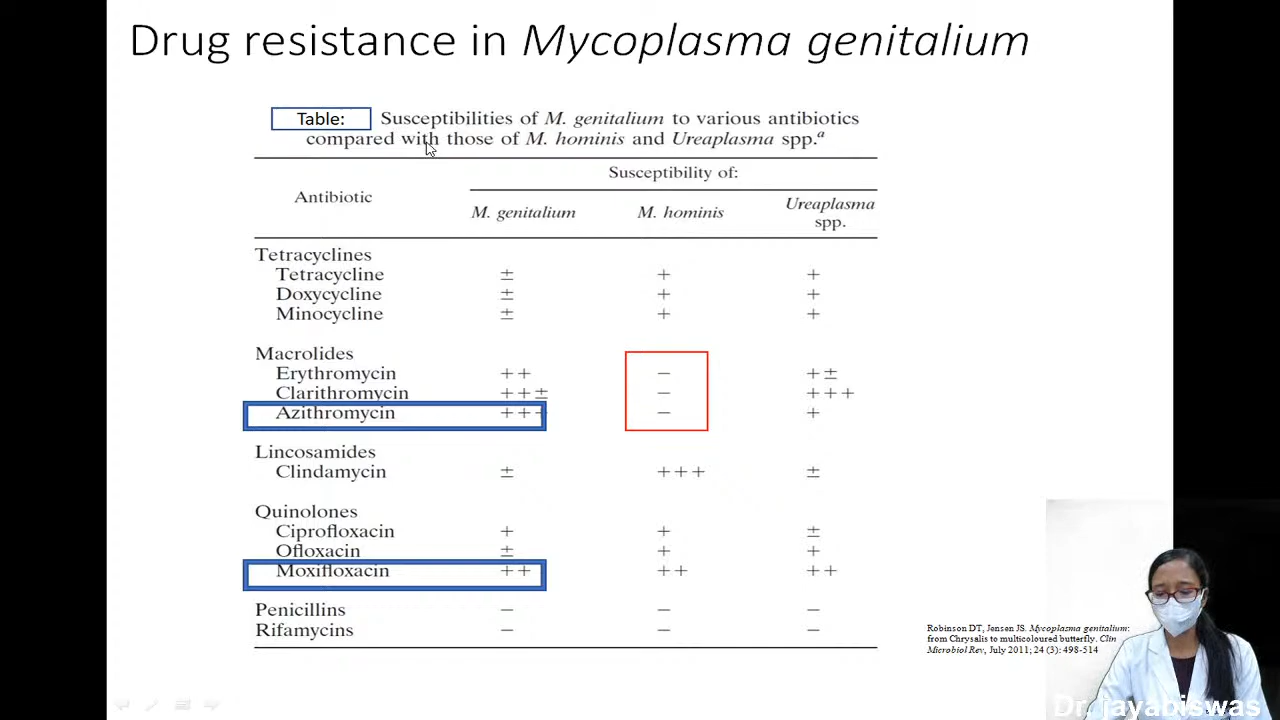 Drug resistance in Mycoplasma genitalium
Table: Susceptibilities of M. genitalium to various antibiotics
compared with those of M. hominis and Ureaplasma spp.a
Susceptibility of:
Antibiotic
M. genitalium M. hominis Ureaplasma spp.
Tetracyclines
Tetracycline ± + +
Doxycycline ± + +
Minocycline ± + +
Macrolides
Erythromycin ++ − +±
Clarithromycin ++± − +++
Azithromycin +++ − +
Lincosamides
Clindamycin ± +++ ±
Quinolones
Ciprofloxacin + + ±
Ofloxacin ± + +
Moxifloxacin ++ ++ ++
Penicillins − − −
Rifamycins − − −
Robinson DT, Jensen JS. Mycoplasma genitalium:
from Chrysalis to multicoloured butterfly. Clin
Microbiol Rev, July 2011; 24 (3): 498-514
Dr. jayabiswas